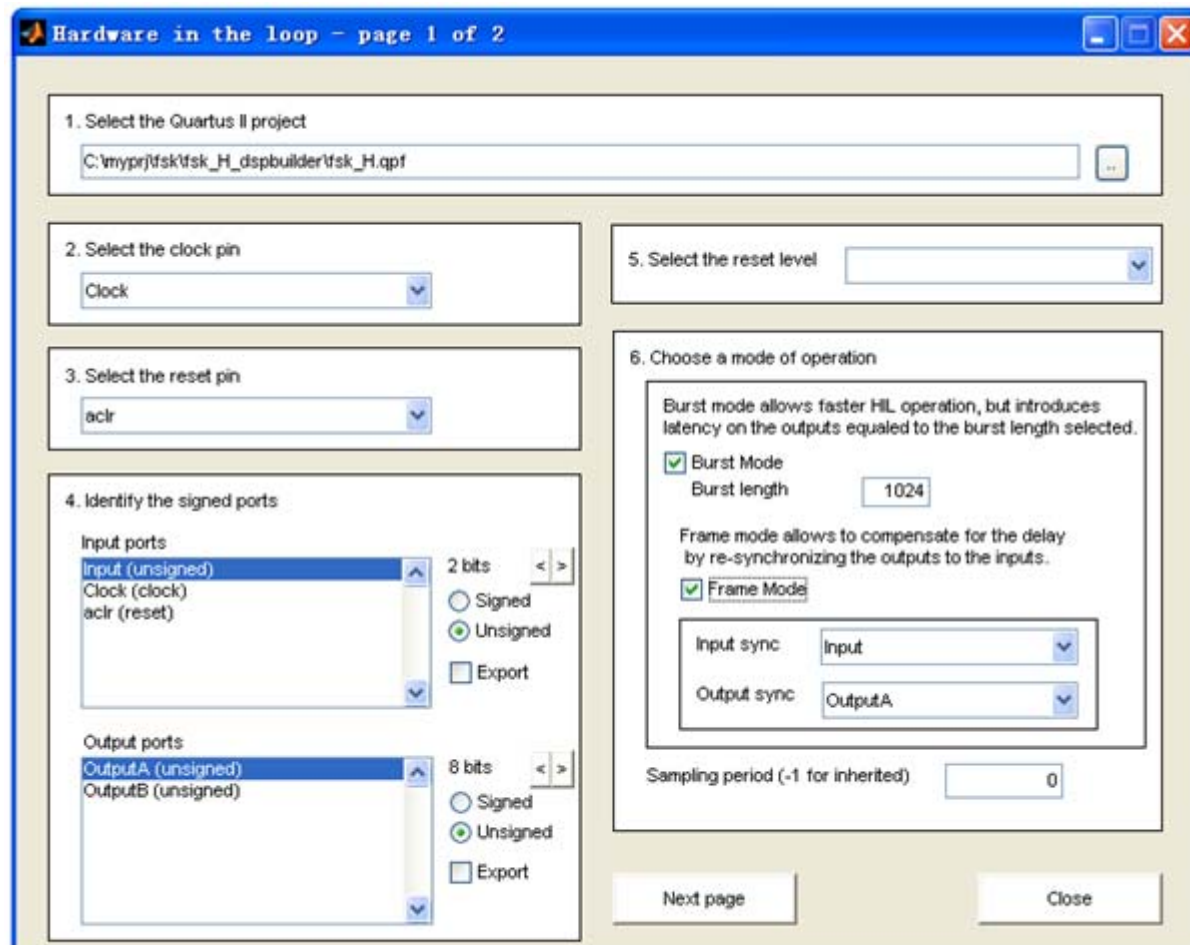 Hardware in the loop - page 1 of 2
1. Select the Quartus II project
C:\myprj\fsk\fsk_H_dspbuilder\fsk_H.qpf
..
2. Select the clock pin
Clock
3. Select the reset pin
aclr
4. Identify the signed ports
Input ports
Input (unsigned)
Clock (clock)
aclr (reset)
2 bits
< >
Signed
Unsigned
Export
Output ports
OutputA (unsigned)
OutputB (unsigned)
8 bits
< >
Signed
Unsigned
Export
5. Select the reset level
6. Choose a mode of operation
Burst mode allows faster HIL operation, but introduces
latency on the outputs equaled to the burst length selected.
Burst Mode
Burst length 1024
Frame mode allows to compensate for the delay
by re-synchronizing the outputs to the inputs.
Frame Mode
Input sync Input
Output sync OutputA
Sampling period (-1 for inherited) 0
Next page
Close